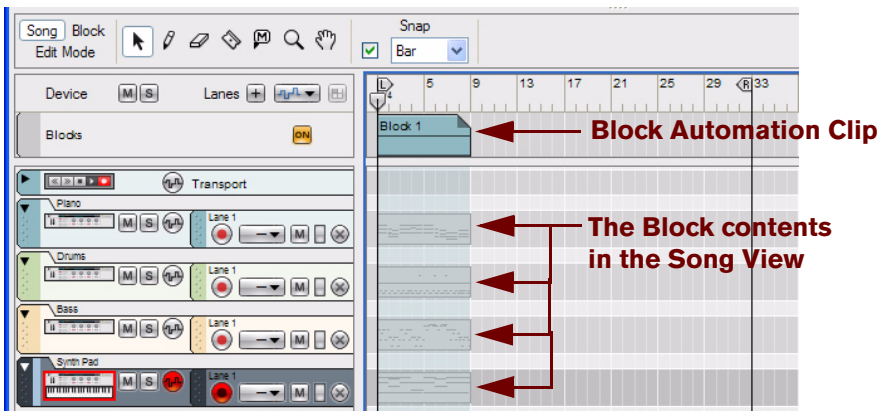 Song Block
Edit Mode
Snap
Bar
Device M S Lanes
L 5 9 13 17 21 25 29 R 33
4
Blocks ON
Block 1
Block Automation Clip
Transport
Piano
M S Lane 1 M
The Block contents
in the Song View
Drums
M S Lane 1 M
Bass
M S Lane 1 M
Synth Pad
M S Lane 1 M